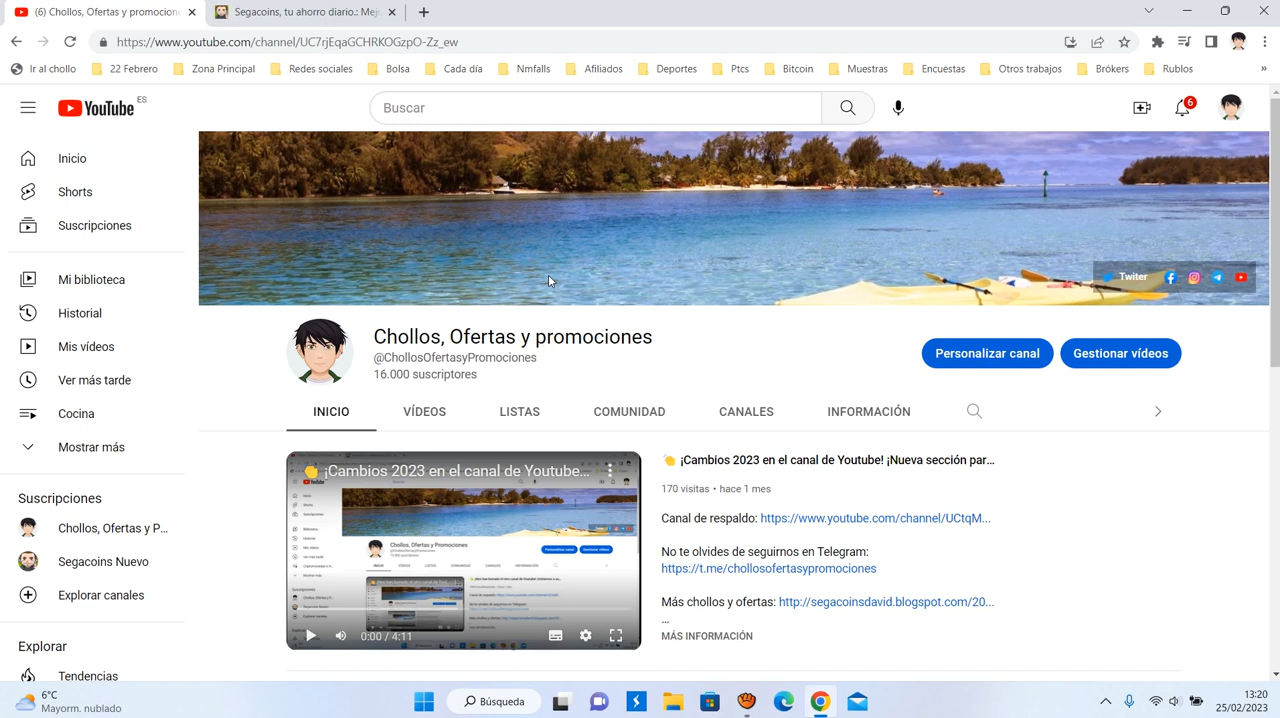 (6) Chollos, Ofertas y promocion
Segacoins, tu ahorro diario.: Mej
https://www.youtube.com/channel/UC7rjEqaGCHRKOGzpO-Zz_ew
Ir al chollo
22 Febrero
Zona Principal
Redes sociales
Bolsa
Cada día
Nmfalls
Afiliados
Deportes
Ptcs
Bitcoin
Muestras
Encuestas
Otros trabajos
Brókers
Rublos
»
YouTube ES
Buscar
6
Inicio
Shorts
Suscripciones
Mi biblioteca
Historial
Mis vídeos
Ver más tarde
Cocina
Mostrar más
Suscripciones
Chollos, Ofertas y P...
Segacoins Nuevo
Explorar canales
Explorar
Tendencias
Twiter
Chollos, Ofertas y promociones
@ChollosOfertasyPromociones
16.000 suscriptores
Personalizar canal
Gestionar vídeos
INICIO
VÍDEOS
LISTAS
COMUNIDAD
CANALES
INFORMACIÓN
¡Cambios 2023 en el canal de Youtube...
0:00 / 4:11
¡Cambios 2023 en el canal de Youtube! ¡Nueva sección par...
170 visitas • hace 1 mes
Canal de respaldo: https://www.youtube.com/channel/UCtqM...
No te olvides de seguirnos en Telegram:
https://t.me/chollosofertasypromociones
Más chollos y ofertas: http://segacoinsdavid.blogspot.com/20...
...
MÁS INFORMACIÓN
6°C
Mayorm. nublado
Búsqueda
13:20
25/02/2023